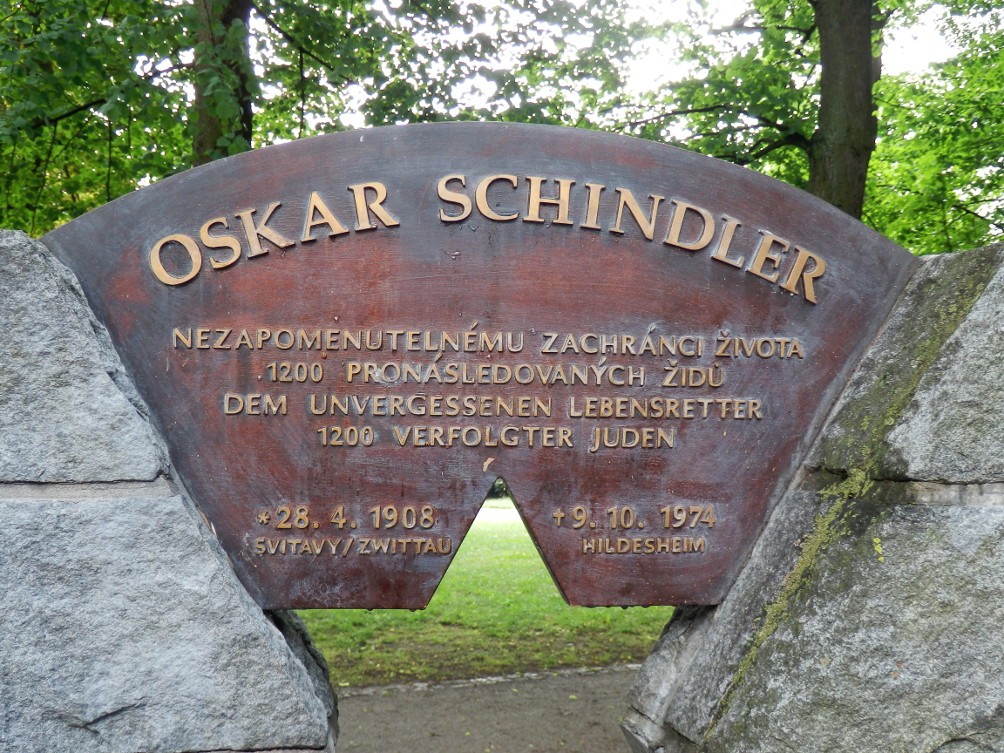 OSKAR SCHINDLER
NEZAPOMENUTELNÉMU ZACHRÁNCI ŽIVOTA
1200 PRONÁSLEDOVANÝCH ŽIDŮ
DEM UNVERGESSENEN LEBENSRETTER
1200 VERFOLGTER JUDEN
*28. 4. 1908
SVITAVY/ZWITTAU
†9. 10. 1974
HILDESHEIM